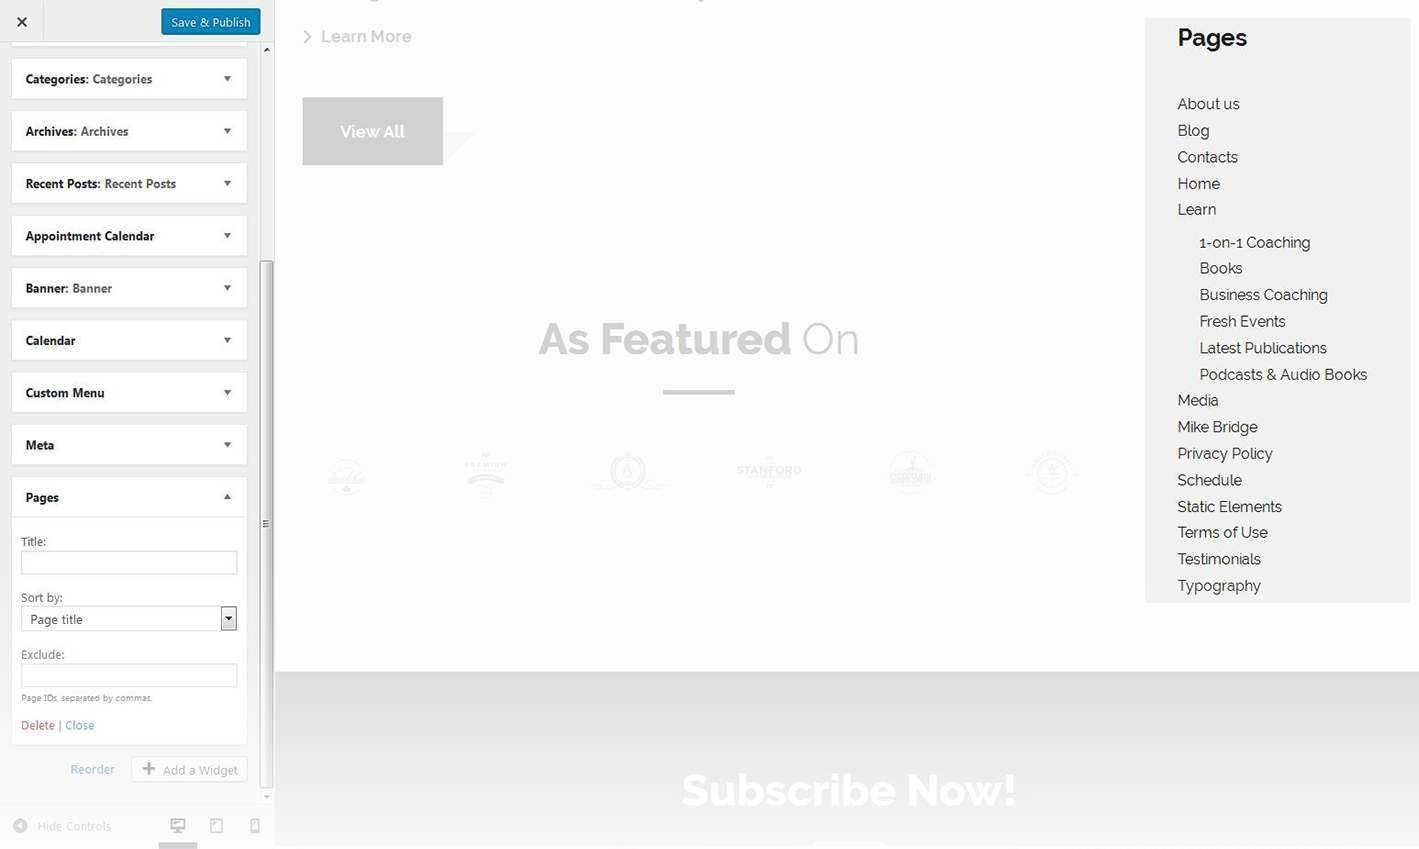 Save & Publish
Categories: Categories
Archives: Archives
Recent Posts: Recent Posts
Appointment Calendar
Banner: Banner
Calendar
Custom Menu
Meta
Pages
Title:
Sort by:
Page title
Exclude:
Page IDs, separated by commas.
Delete | Close
Reorder
Add a Widget
Hide Controls
Learn More
View All
As Featured On
PREMIUM
A
STANFORD
Subscribe Now!
Pages
About us
Blog
Contacts
Home
Learn
1-on-1 Coaching
Books
Business Coaching
Fresh Events
Latest Publications
Podcasts & Audio Books
Media
Mike Bridge
Privacy Policy
Schedule
Static Elements
Terms of Use
Testimonials
Typography